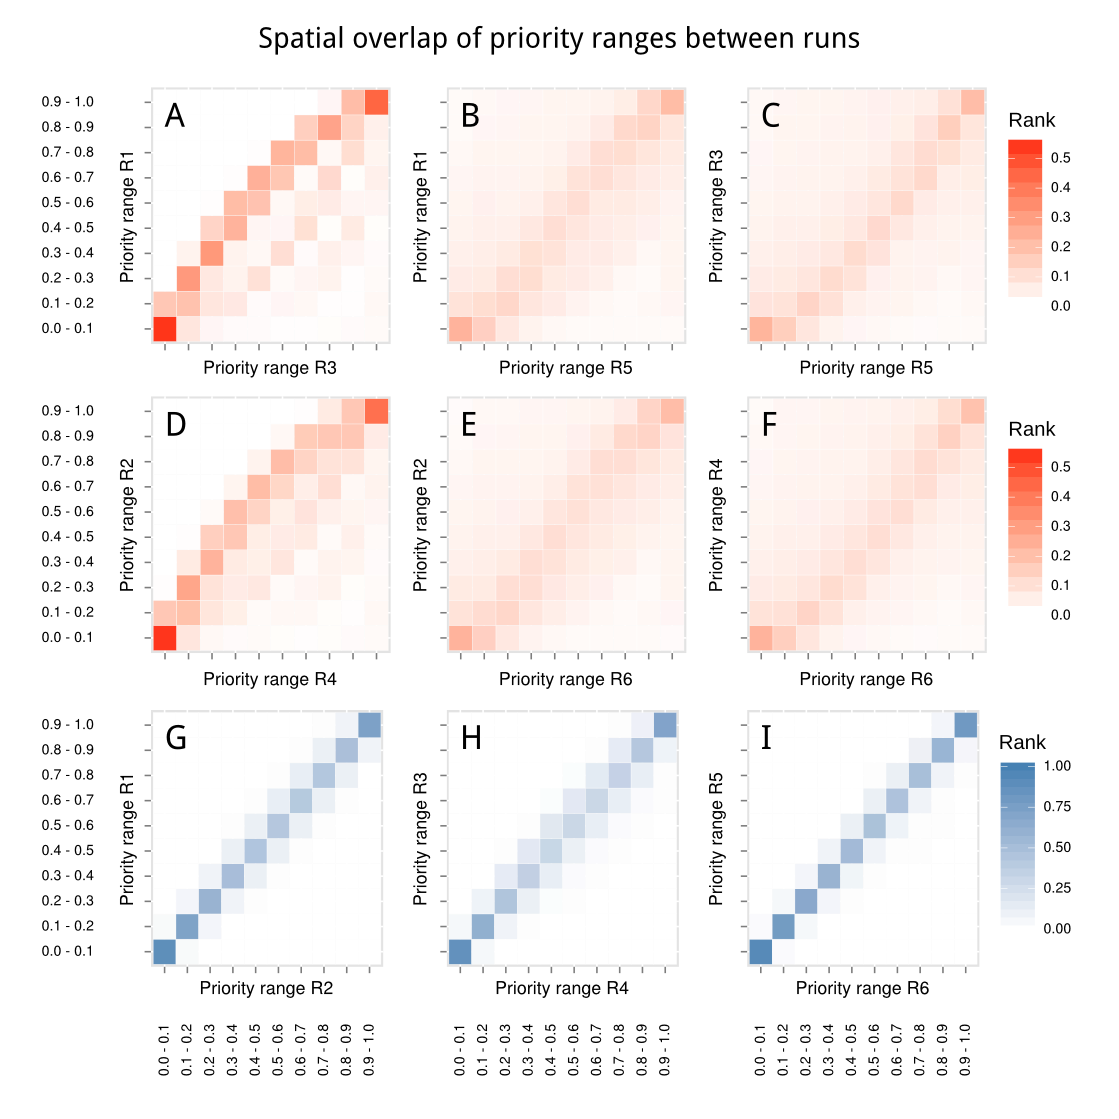 Spatial overlap of priority ranges between runs
0.9 - 1.0
0.8 - 0.9
0.7 - 0.8
0.6 - 0.7
0.5 - 0.6
0.4 - 0.5
0.3 - 0.4
0.2 - 0.3
0.1 - 0.2
0.0 - 0.1
Priority range R1
A
Priority range R3
Priority range R1
B
Priority range R5
Priority range R3
C
Priority range R5
Rank
0.5
0.4
0.3
0.2
0.1
0.0
0.9 - 1.0
0.8 - 0.9
0.7 - 0.8
0.6 - 0.7
0.5 - 0.6
0.4 - 0.5
0.3 - 0.4
0.2 - 0.3
0.1 - 0.2
0.0 - 0.1
Priority range R2
D
Priority range R4
Priority range R2
E
Priority range R6
Priority range R4
F
Priority range R6
Rank
0.5
0.4
0.3
0.2
0.1
0.0
0.9 - 1.0
0.8 - 0.9
0.7 - 0.8
0.6 - 0.7
0.5 - 0.6
0.4 - 0.5
0.3 - 0.4
0.2 - 0.3
0.1 - 0.2
0.0 - 0.1
Priority range R1
G
Priority range R2
Priority range R3
H
Priority range R4
Priority range R5
I
Priority range R6
Rank
1.00
0.75
0.50
0.25
0.00
0.0 - 0.1
0.1 - 0.2
0.2 - 0.3
0.3 - 0.4
0.4 - 0.5
0.5 - 0.6
0.6 - 0.7
0.7 - 0.8
0.8 - 0.9
0.9 - 1.0
0.0 - 0.1
0.1 - 0.2
0.2 - 0.3
0.3 - 0.4
0.4 - 0.5
0.5 - 0.6
0.6 - 0.7
0.7 - 0.8
0.8 - 0.9
0.9 - 1.0
0.0 - 0.1
0.1 - 0.2
0.2 - 0.3
0.3 - 0.4
0.4 - 0.5
0.5 - 0.6
0.6 - 0.7
0.7 - 0.8
0.8 - 0.9
0.9 - 1.0